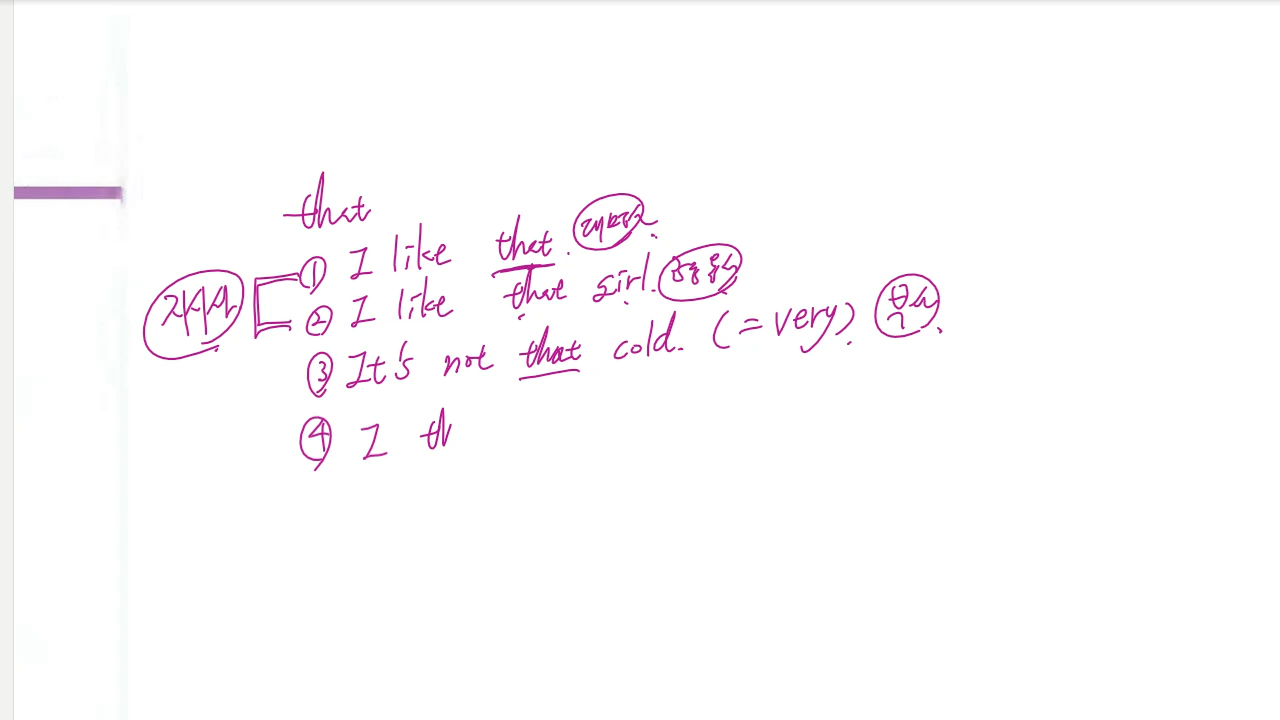 that
① I like that. 대명사
② I like that girl. 형용사
지시사
③ It's not that cold. (= very) 부사
④ I th